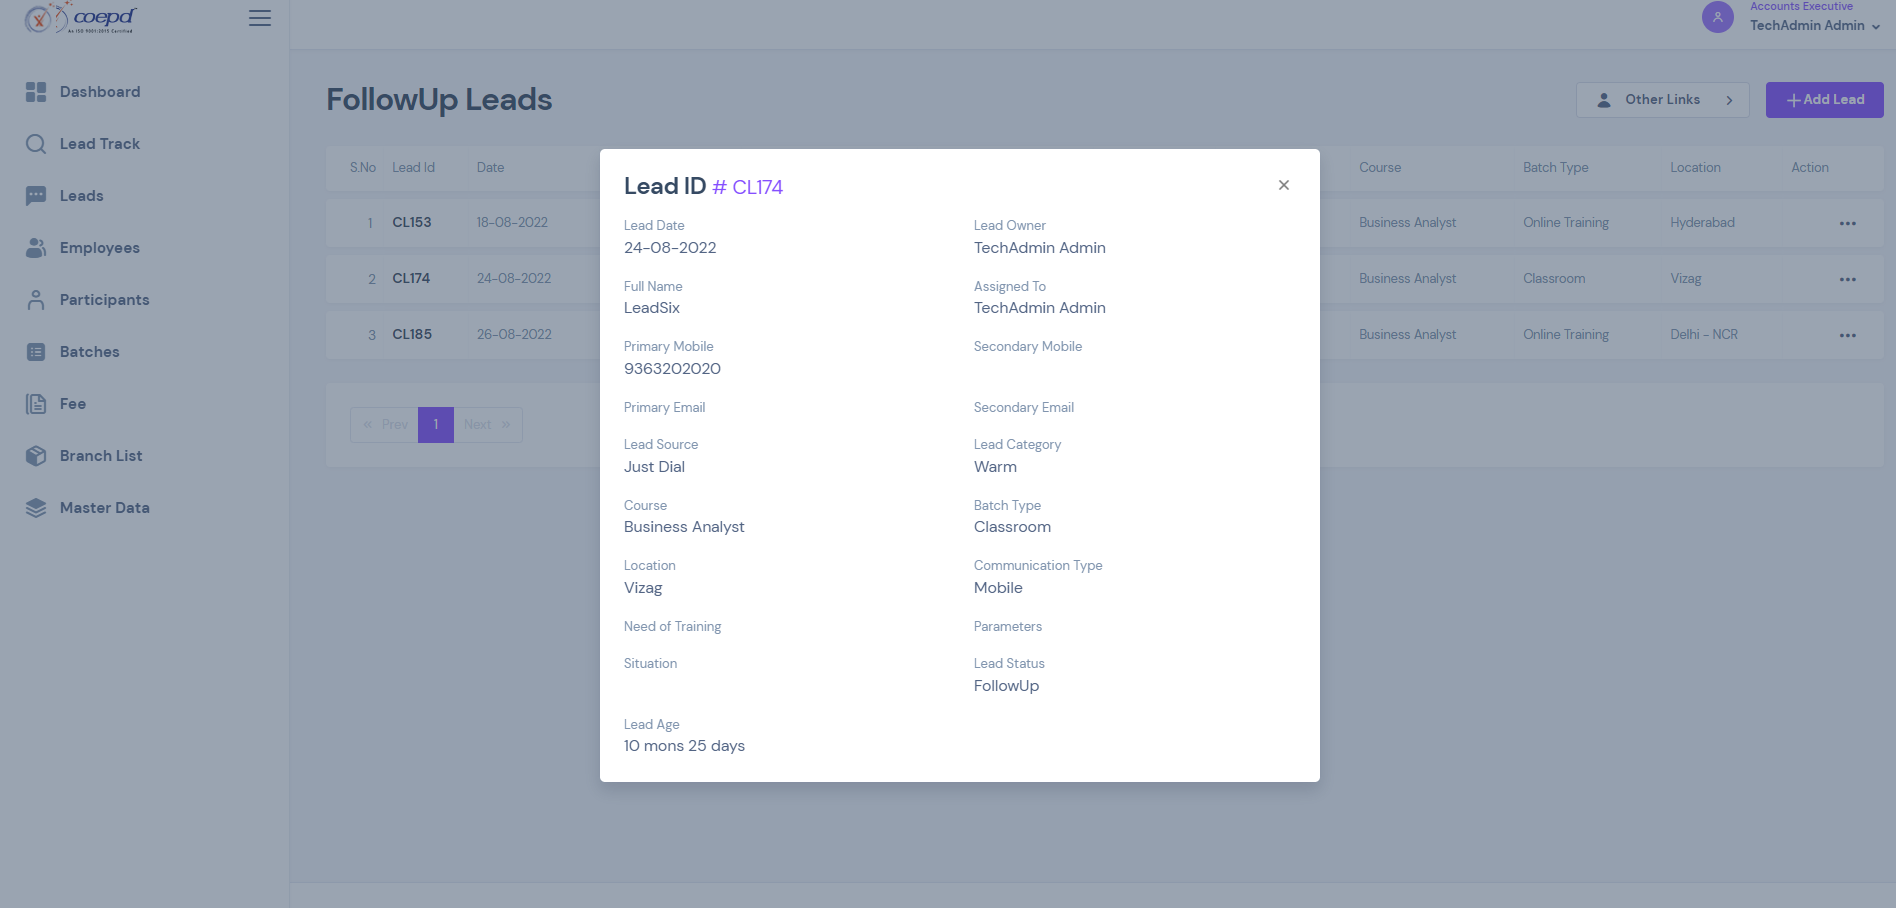 coepd
An ISO 9001:2015 Certified
Accounts Executive
TechAdmin Admin
Dashboard
Lead Track
Leads
Employees
Participants
Batches
Fee
Branch List
Master Data
FollowUp Leads
Other Links
+Add Lead
S.No Lead Id Date Course Batch Type Location Action
1 CL153 18-08-2022 Business Analyst Online Training Hyderabad
2 CL174 24-08-2022 Business Analyst Classroom Vizag
3 CL185 26-08-2022 Business Analyst Online Training Delhi - NCR
« Prev 1 Next »
Lead ID # CL174
Lead Date
24-08-2022
Lead Owner
TechAdmin Admin
Full Name
LeadSix
Assigned To
TechAdmin Admin
Primary Mobile
9363202020
Secondary Mobile
Primary Email
Secondary Email
Lead Source
Just Dial
Lead Category
Warm
Course
Business Analyst
Batch Type
Classroom
Location
Vizag
Communication Type
Mobile
Need of Training
Parameters
Situation
Lead Status
FollowUp
Lead Age
10 mons 25 days